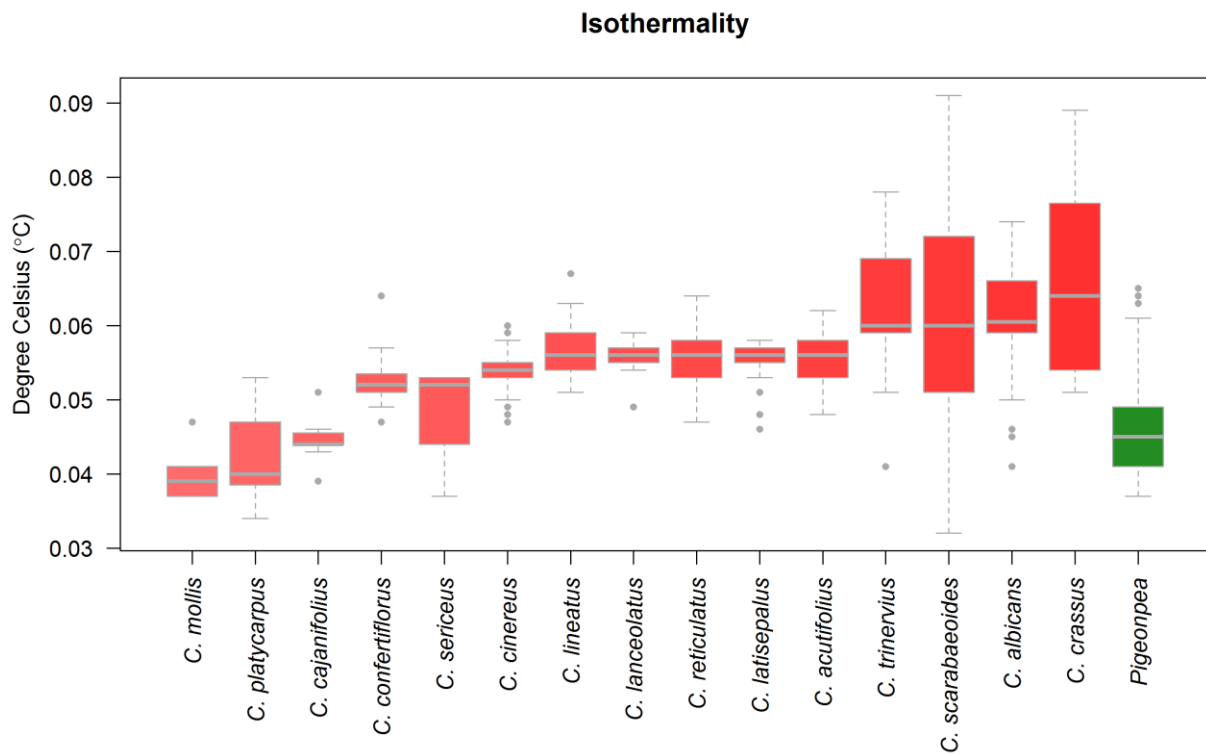 Isothermality
Degree Celsius (°C)
0.09
0.08
0.07
0.06
0.05
0.04
0.03
C. mollis
C. platycarpus
C. cajanifolius
C. confertiflorus
C. sericeus
C. cinereus
C. lineatus
C. lanceolatus
C. reticulatus
C. latisepalus
C. acutifolius
C. trinervius
C. scarabaeoides
C. albicans
C. crassus
Pigeonpea